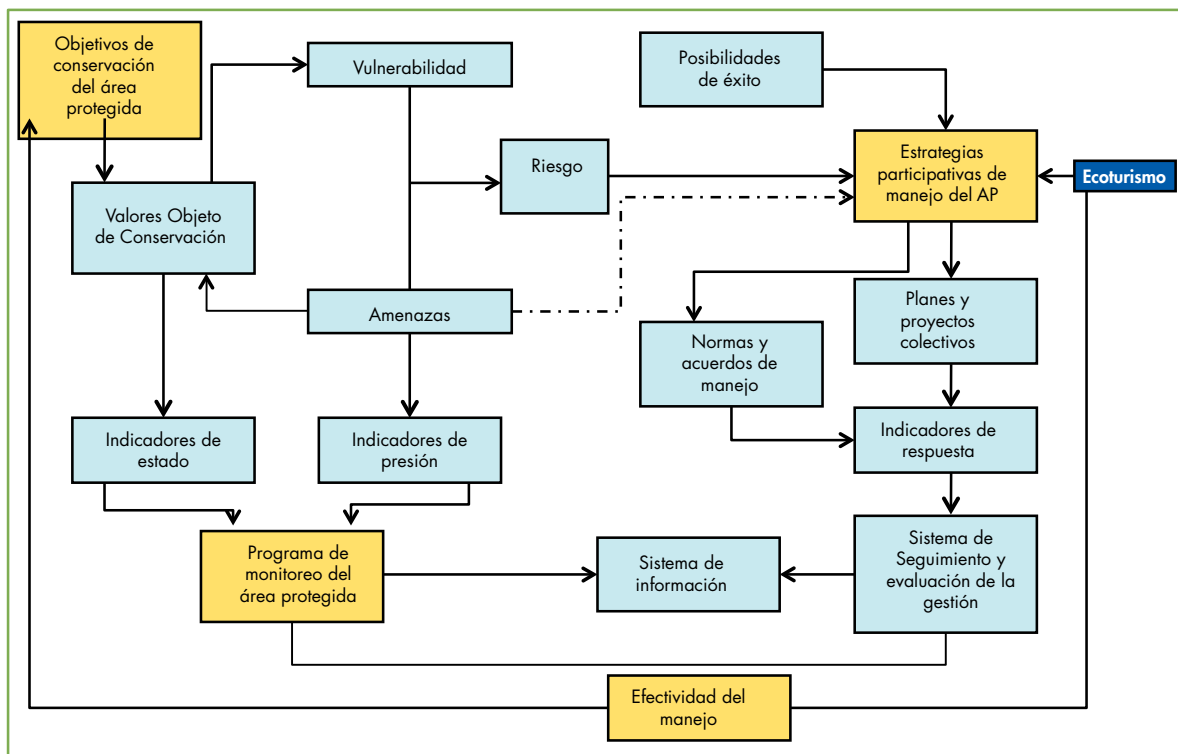 Objetivos de
conservación
del área
protegida
Vulnerabilidad
Posibilidades
de éxito
Riesgo
Estrategias
participativas de
manejo del AP
Ecoturismo
Valores Objeto
de Conservación
Amenazas
Normas y
acuerdos de
manejo
Planes y
proyectos
colectivos
Indicadores de
estado
Indicadores de
presión
Indicadores de
respuesta
Programa de
monitoreo del
área protegida
Sistema de
información
Sistema de
Seguimiento y
evaluación de la
gestión
Efectividad del
manejo